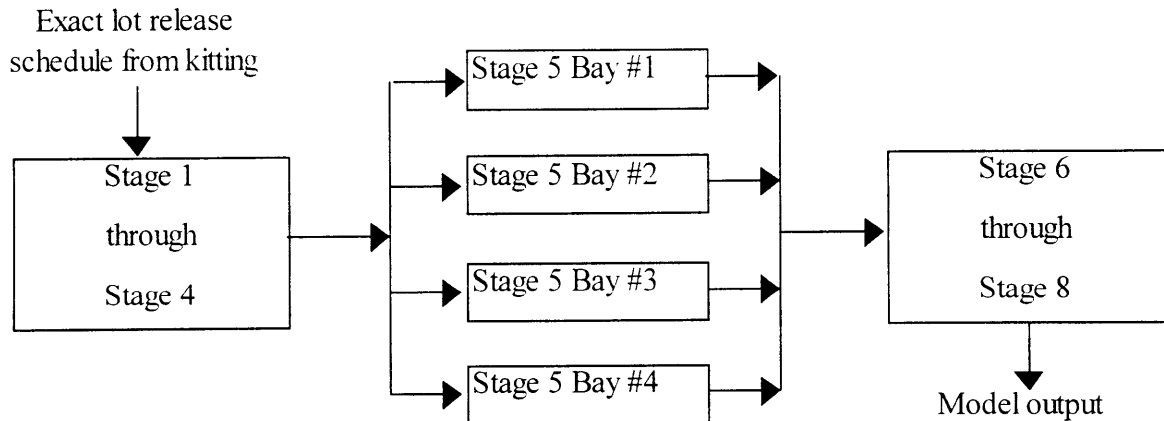 Exact lot release
schedule from kitting
Stage 1
through
Stage 4
Stage 5 Bay #1
Stage 5 Bay #2
Stage 5 Bay #3
Stage 5 Bay #4
Stage 6
through
Stage 8
Model output